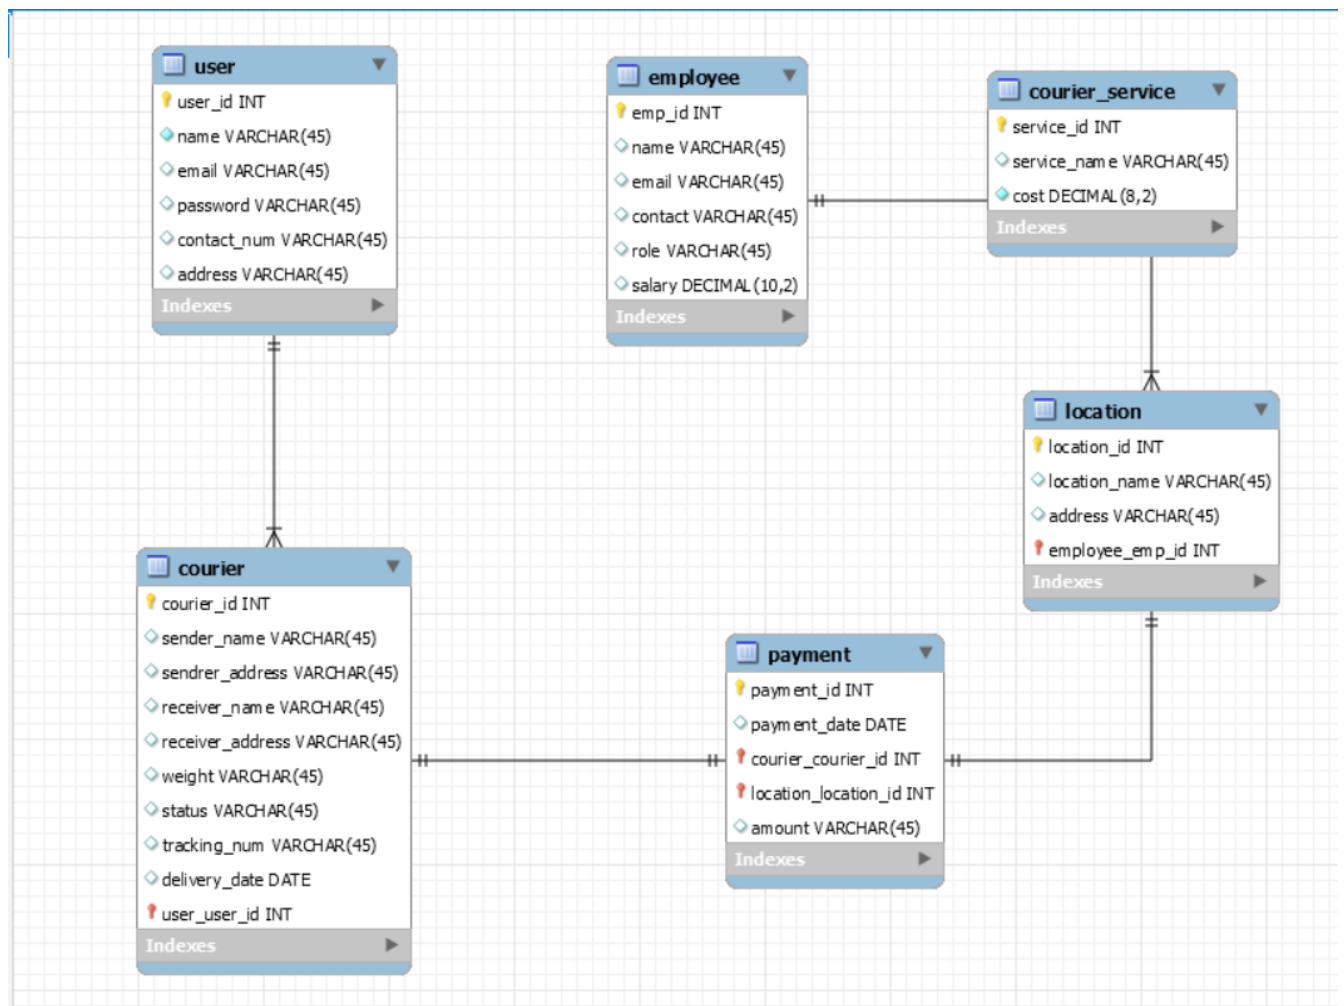 user
user_id INT
name VARCHAR(45)
email VARCHAR(45)
password VARCHAR(45)
contact_num VARCHAR(45)
address VARCHAR(45)
Indexes
employee
emp_id INT
name VARCHAR(45)
email VARCHAR(45)
contact VARCHAR(45)
role VARCHAR(45)
salary DECIMAL(10,2)
Indexes
courier_service
service_id INT
service_name VARCHAR(45)
cost DECIMAL(8,2)
Indexes
location
location_id INT
location_name VARCHAR(45)
address VARCHAR(45)
employee_emp_id INT
Indexes
courier
courier_id INT
sender_name VARCHAR(45)
sendrer_address VARCHAR(45)
receiver_name VARCHAR(45)
receiver_address VARCHAR(45)
weight VARCHAR(45)
status VARCHAR(45)
tracking_num VARCHAR(45)
delivery_date DATE
user_user_id INT
Indexes
payment
payment_id INT
payment_date DATE
courier_courier_id INT
location_location_id INT
amount VARCHAR(45)
Indexes